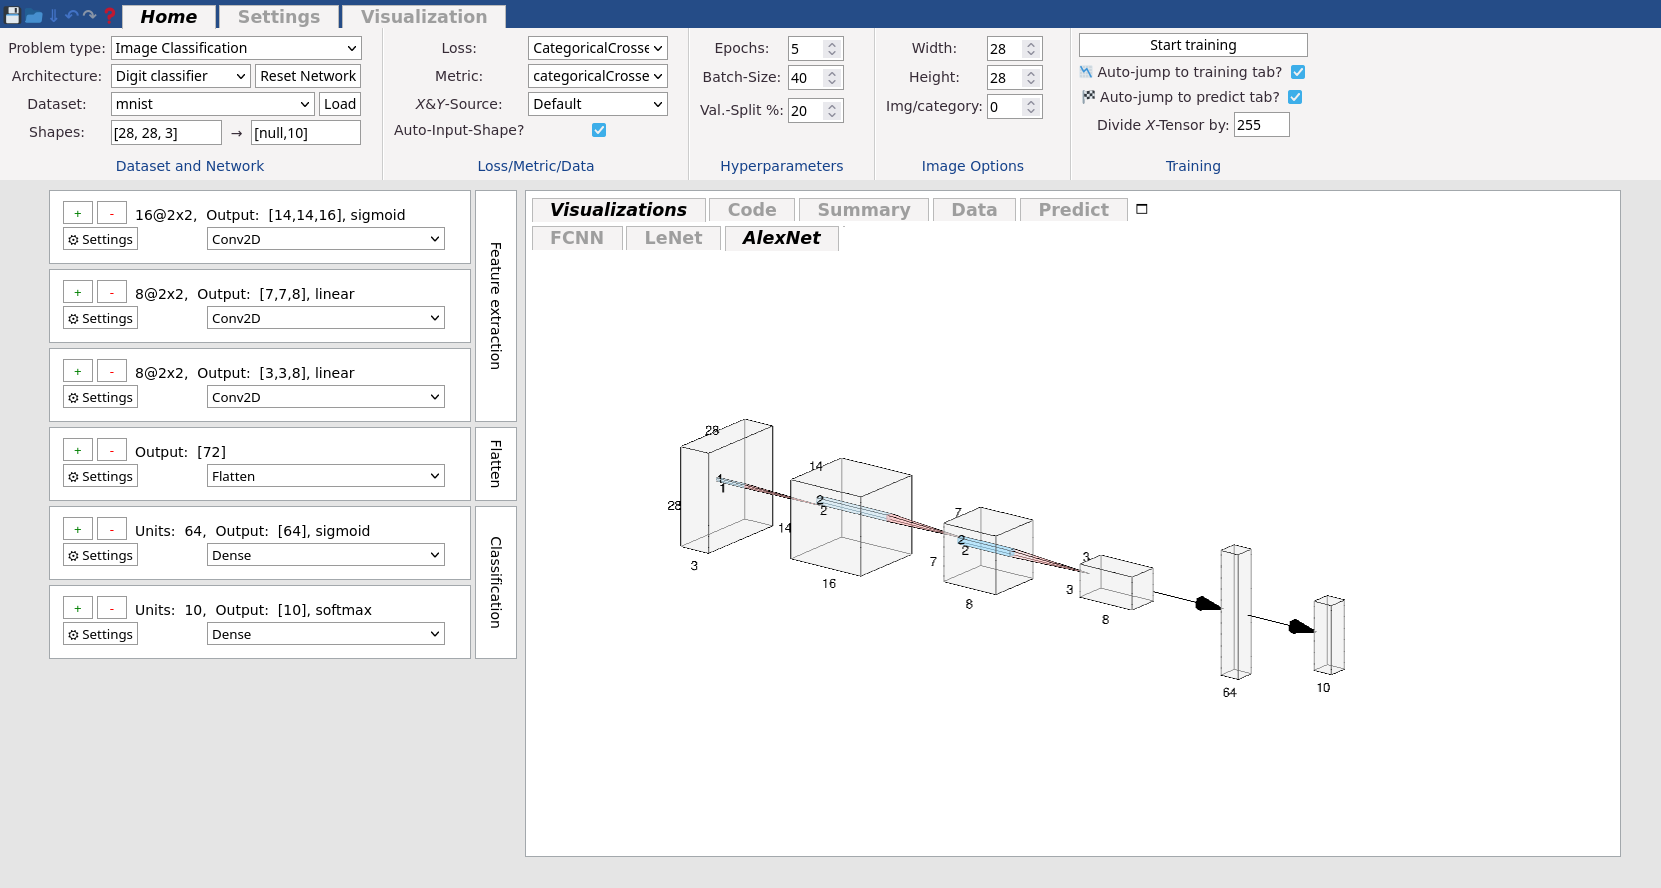 Home Settings Visualization
Problem type: Image Classification
Architecture: Digit classifier Reset Network
Dataset: mnist Load
Shapes: [28, 28, 3] → [null,10]
Dataset and Network
Loss: CategoricalCrosse
Metric: categoricalCrosse
X&Y-Source: Default
Auto-Input-Shape?
Loss/Metric/Data
Epochs: 5
Batch-Size: 40
Val.-Split %: 20
Hyperparameters
Width: 28
Height: 28
Img/category: 0
Image Options
Start training
Auto-jump to training tab?
Auto-jump to predict tab?
Divide X-Tensor by: 255
Training
+ - 16@2x2, Output: [14,14,16], sigmoid
Settings Conv2D
+ - 8@2x2, Output: [7,7,8], linear
Settings Conv2D
+ - 8@2x2, Output: [3,3,8], linear
Settings Conv2D
Feature extraction
+ - Output: [72]
Settings Flatten
Flatten
+ - Units: 64, Output: [64], sigmoid
Settings Dense
+ - Units: 10, Output: [10], softmax
Settings Dense
Classification
Visualizations Code Summary Data Predict
FCNN LeNet AlexNet
28
28
3
1
1
14
14
16
2
2
7
7
8
2
2
3
3
8
64
10